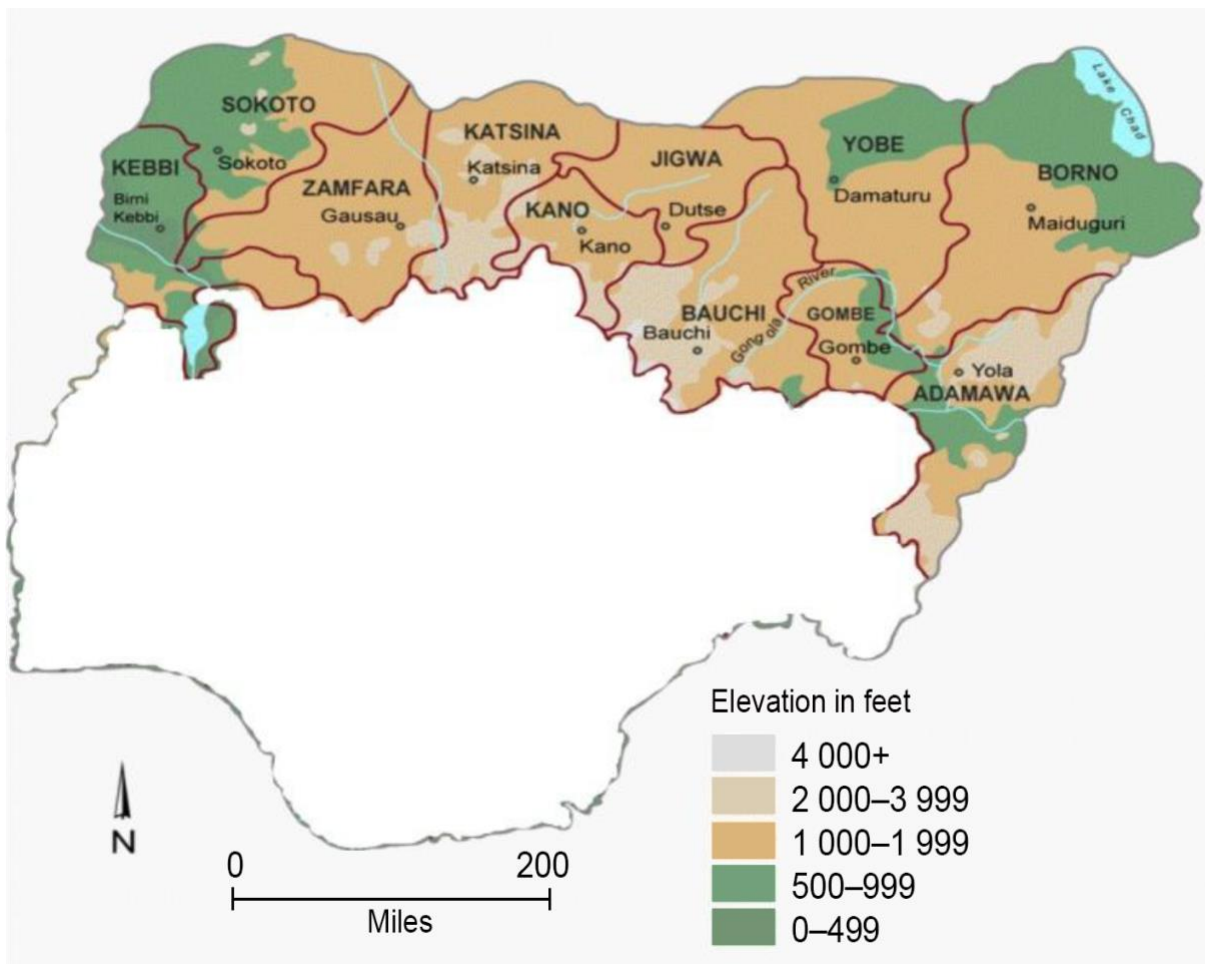 Lake Chad
SOKOTO
KATSINA
YOBE
KEBBI
Sokoto
JIGWA
BORNO
Katsina
ZAMFARA
Damaturu
Birni
Kebbi
Gausau
KANO
Dutse
Maiduguri
Kano
River
Gongola
BAUCHI
GOMBE
Bauchi
Gombe
Yola
ADAMAWA
Elevation in feet
4 000+
2 000–3 999
1 000–1 999
500–999
0–499
N
0 200
Miles